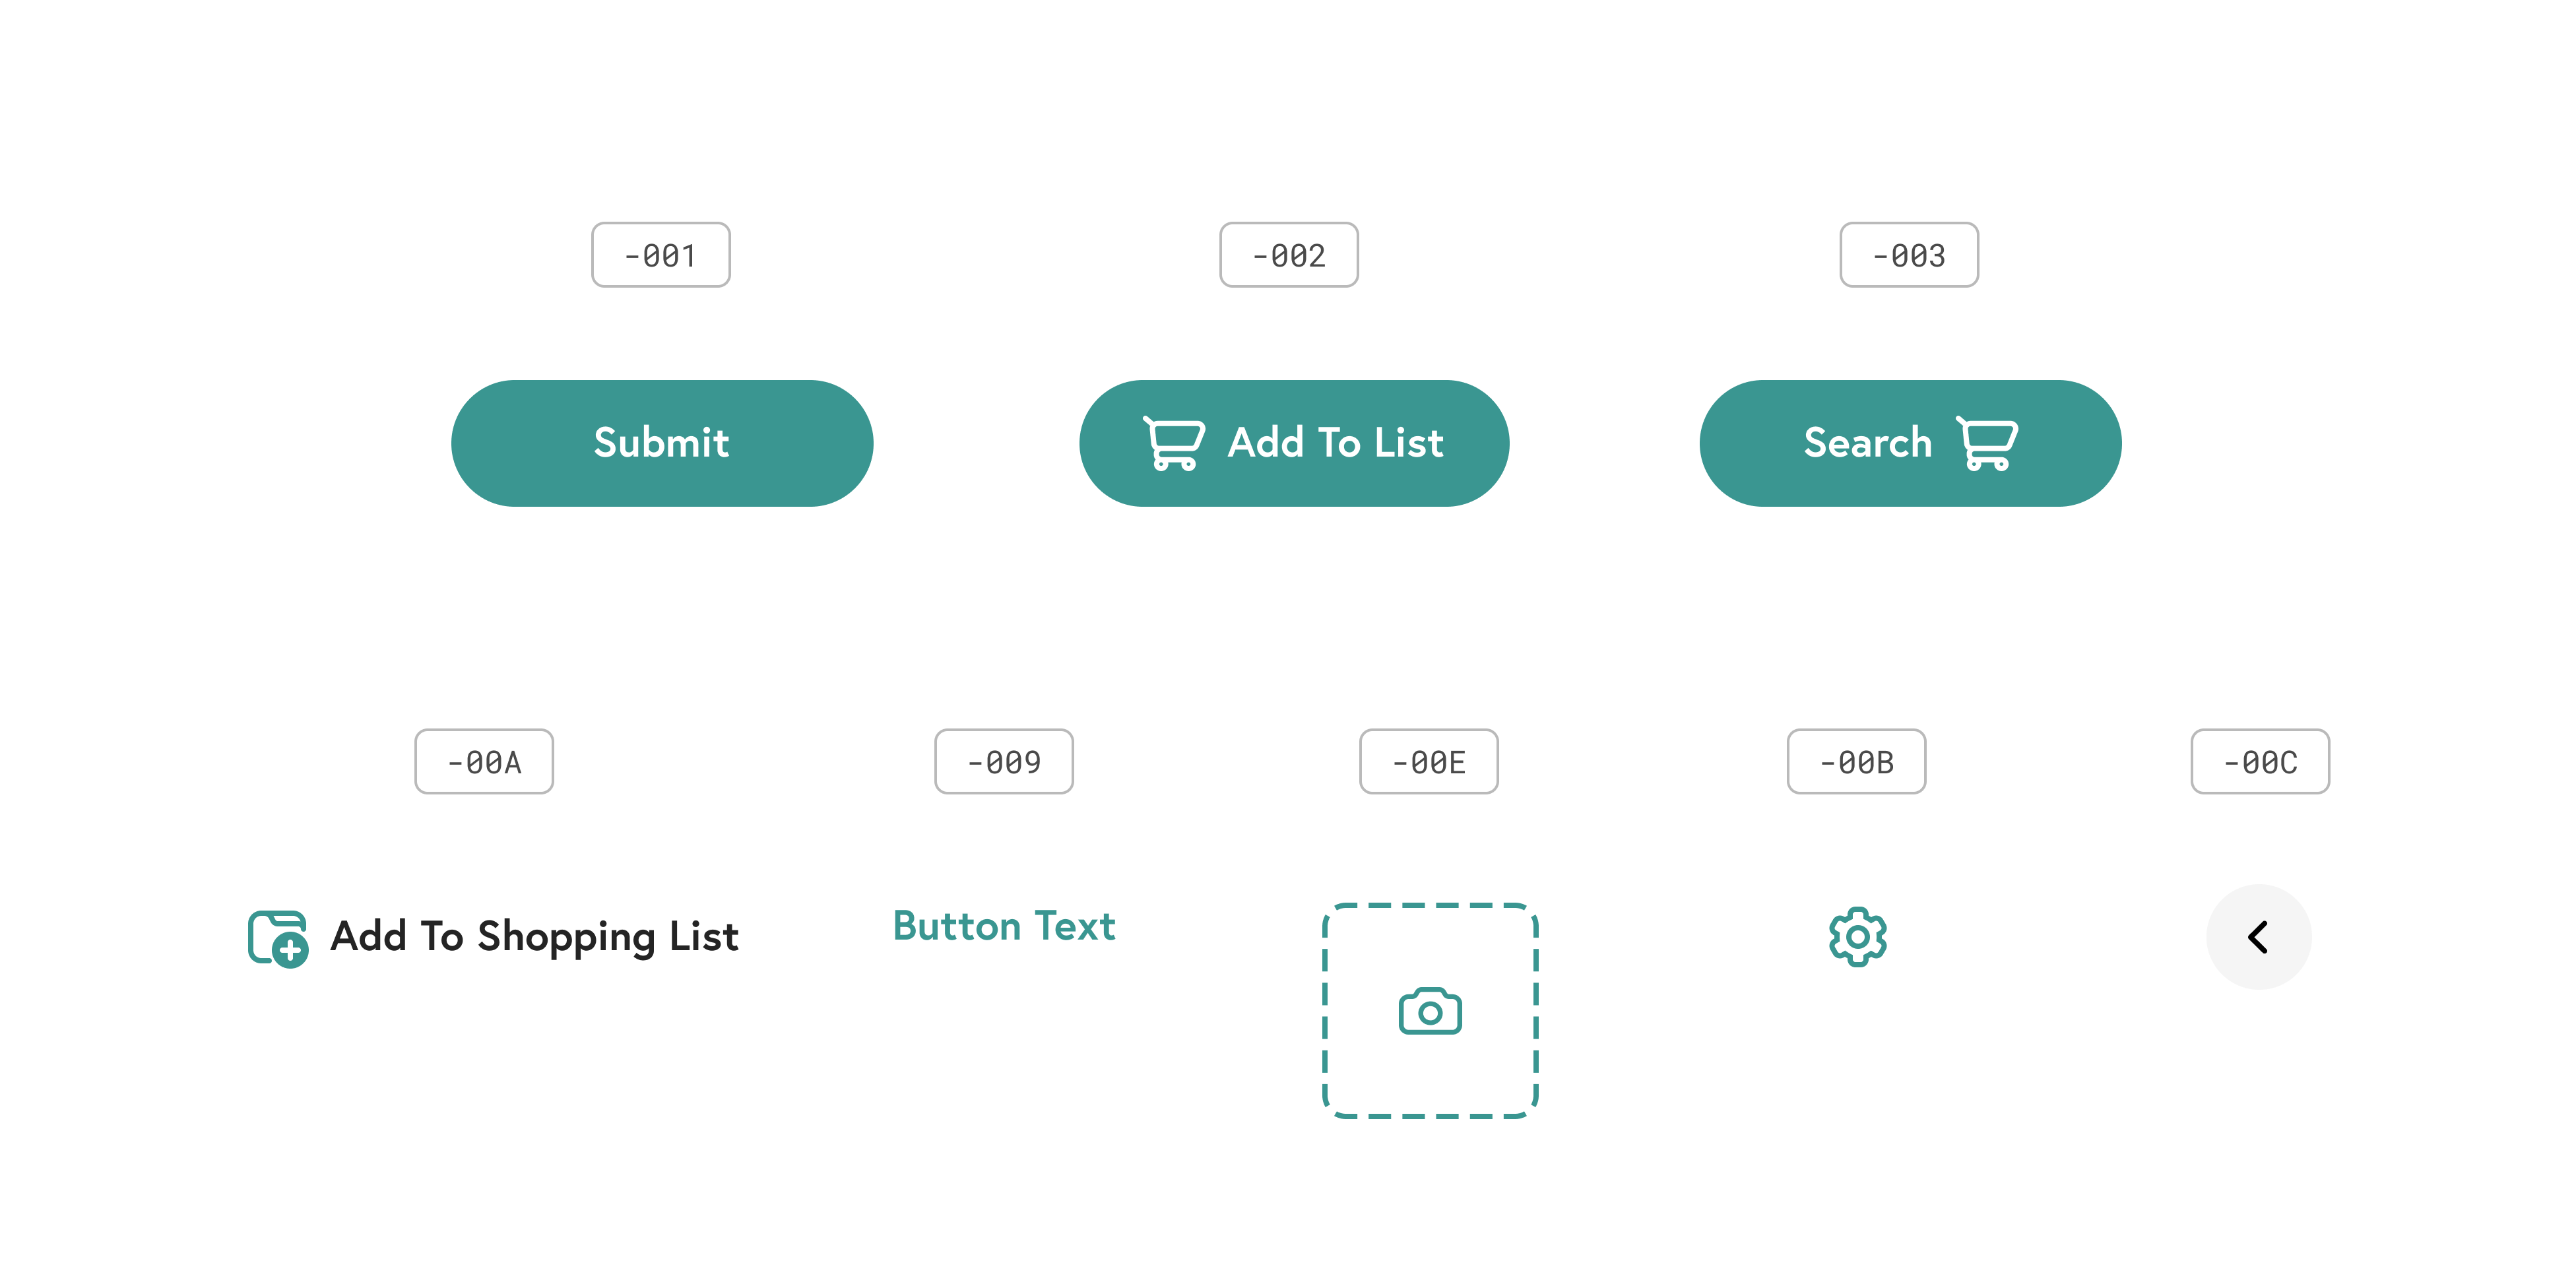 -001
-002
-003
Submit
Add To List
Search
-00A
-009
-00E
-00B
-00C
Add To Shopping List
Button Text